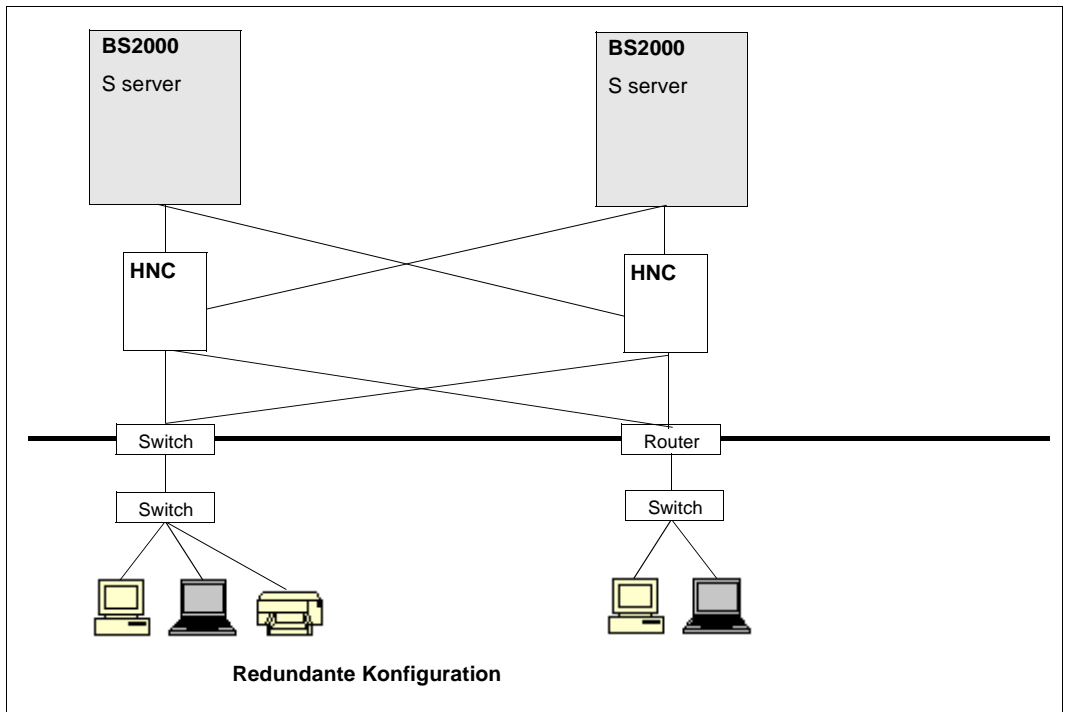 BS2000
S server
BS2000
S server
HNC
HNC
Switch
Router
Switch
Switch
Redundante Konfiguration